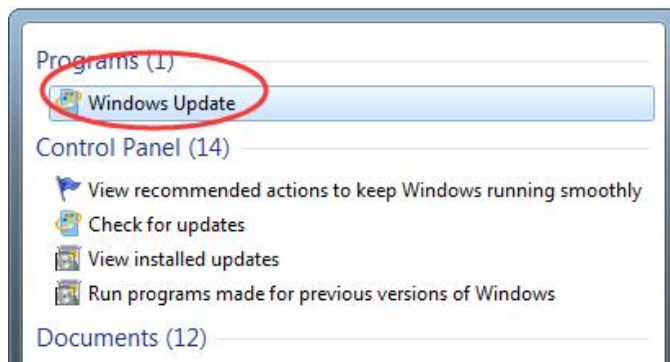 Programs (1)
Windows Update
Control Panel (14)
View recommended actions to keep Windows running smoothly
Check for updates
View installed updates
Run programs made for previous versions of Windows
Documents (12)